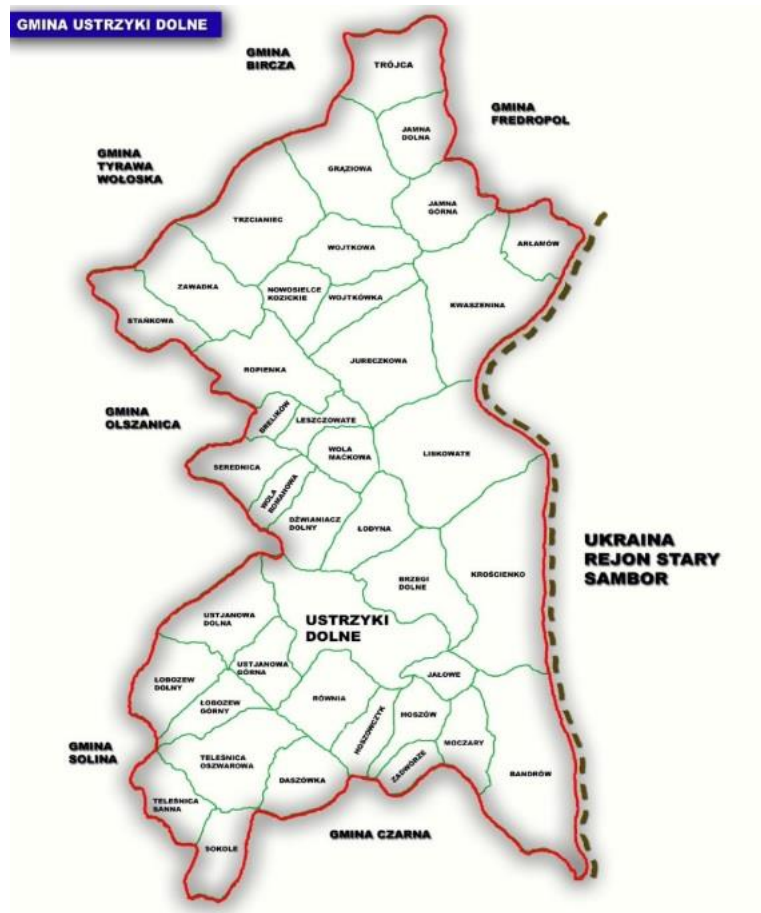 GMINA USTRZYKI DOLNE
GMINA
BIRCZA
TRÓJCA
GMINA
FREDROPOL
JAMNA
DOLNA
GMINA
TYRAWA
WOŁOSKA
GRĄZIOWA
JAMNA
GÓRNA
TRZCIANIEC
ARŁAMÓW
WOJTKOWA
ZAWADKA
NOWOSIELCE
KOZICKIE
WOJTKÓWKA
KWASZENINA
STAŃKOWA
JURECZKOWA
ROPIENKA
GMINA
OLSZANICA
BRELIKÓW
LESZCZOWATE
WOLA
MAĆKOWA
LISKOWATE
SEREDNICA
WOLA
ROMANOWA
DŹWINIACZ
DOLNY
ŁODYNA
UKRAINA
REJON STARY
SAMBOR
BRZEGI
DOLNE
KROŚCIENKO
USTJANOWA
DOLNA
USTRZYKI
DOLNE
USTJANOWA
GÓRNA
ŁOBOZEW
DOLNY
JAŁOWE
ŁOBOZEW
GÓRNY
RÓWNIA
HOSZOWCZYK
HOSZÓW
GMINA
SOLINA
TELEŚNICA
OSZWAROWA
ZADWÓRZE
MOCZARY
DASZÓWKA
BANDRÓW
TELEŚNICA
SANNA
GMINA CZARNA
SOKOLE